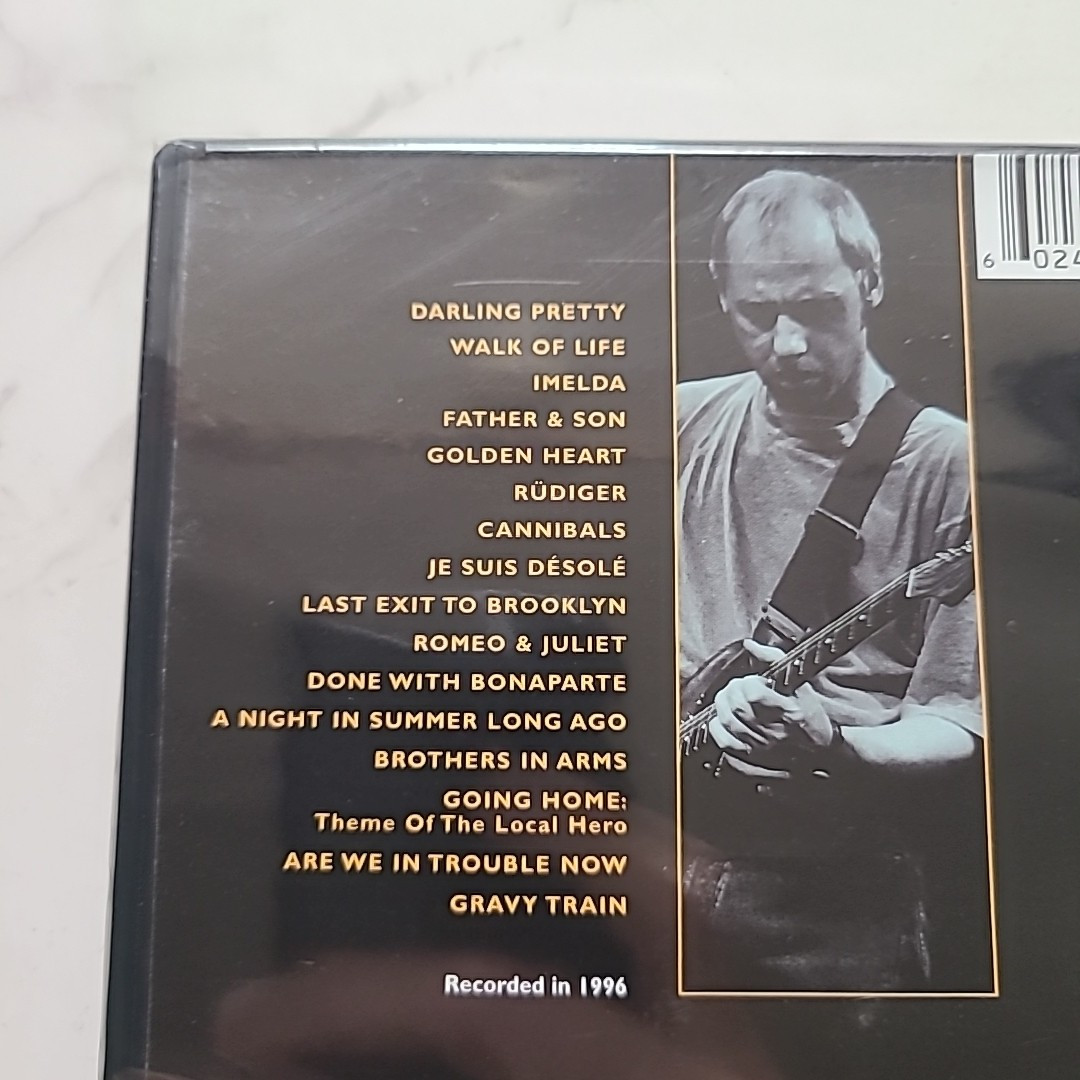 DARLING PRETTY
WALK OF LIFE
IMELDA
FATHER & SON
GOLDEN HEART
RÜDIGER
CANNIBALS
JE SUIS DÉSOLÉ
LAST EXIT TO BROOKLYN
ROMEO & JULIET
DONE WITH BONAPARTE
A NIGHT IN SUMMER LONG AGO
BROTHERS IN ARMS
GOING HOME:
Theme Of The Local Hero
ARE WE IN TROUBLE NOW
GRAVY TRAIN
Recorded in 1996
6 024